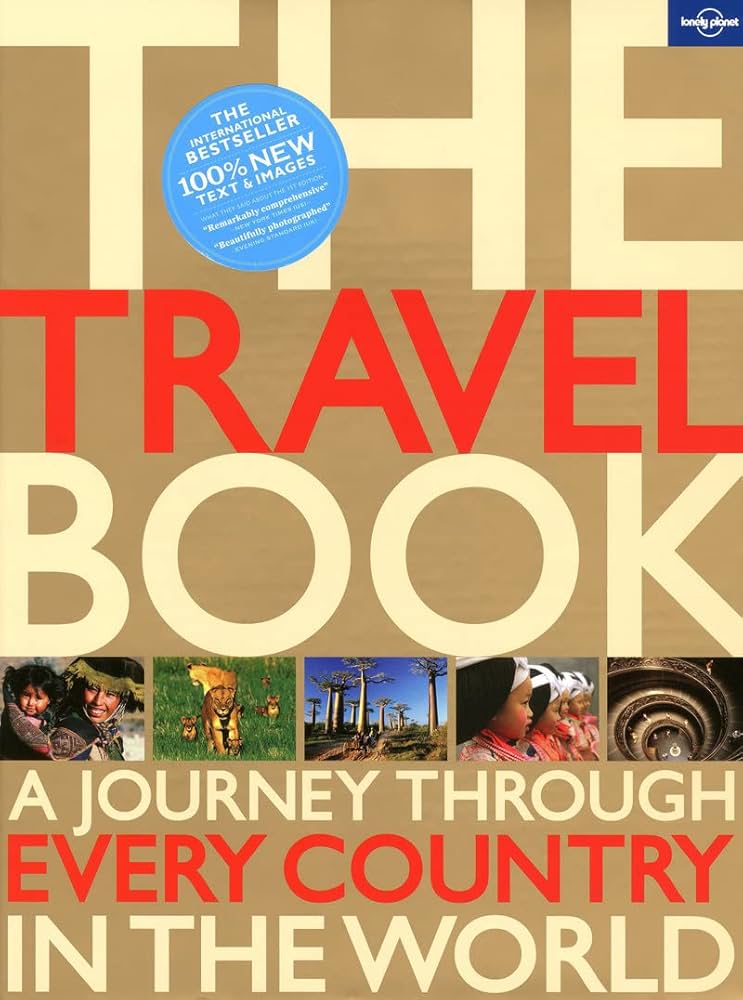 lonely planet
THE
THE
INTERNATIONAL
BESTSELLER
100% NEW
TEXT & IMAGES
WHAT THEY SAID ABOUT THE 1ST EDITION
"Remarkably comprehensive"
-NEW YORK TIMES (US)-
"Beautifully photographed"
-EVENING STANDARD (UK)-
TRAVEL
BOOK
A JOURNEY THROUGH
EVERY COUNTRY
IN THE WORLD